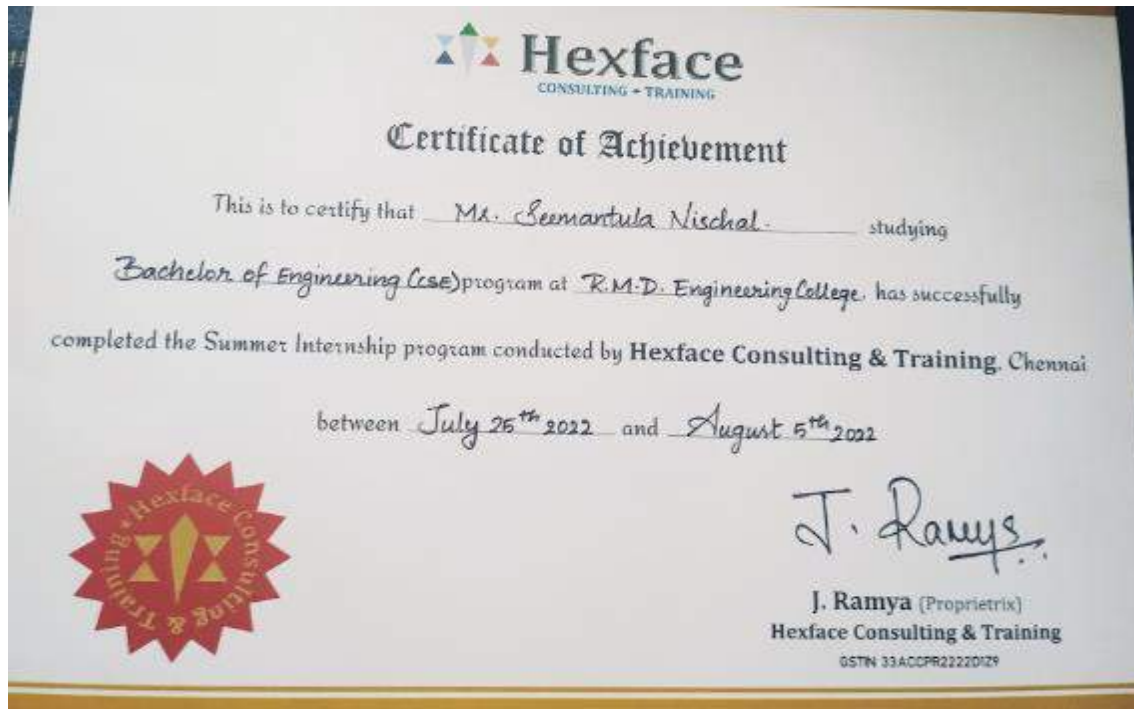 Hexface
CONSULTING + TRAINING
Certificate of Achievement
This is to certify that Mr. Seemantula Nischal. studying
Bachelor of Engineering (CSE) program at R.M.D. Engineering College, has successfully
completed the Summer Internship program conducted by Hexface Consulting & Training, Chennai
between July 25th 2022 and August 5th 2022
Hexface Consulting & Training
J. Ramya
J. Ramya (Proprietrix)
Hexface Consulting & Training
GSTIN 33ACCPR2222D1Z9